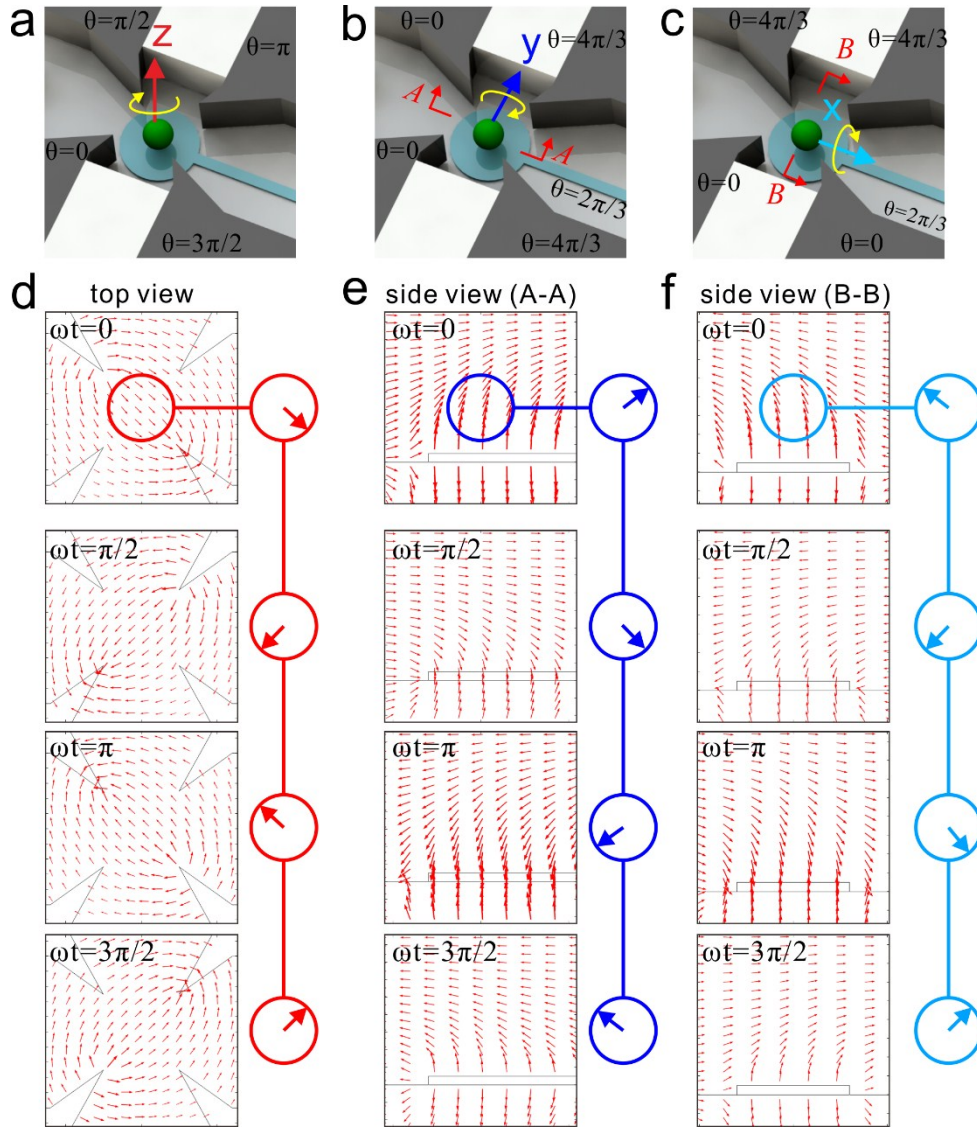 a
θ=π/2
z
θ=π
θ=0
θ=3π/2
b
θ=0
y
θ=4π/3
A
θ=0
A
θ=2π/3
θ=4π/3
c
θ=4π/3
B
θ=4π/3
x
θ=0
B
θ=2π/3
θ=0
d
top view
ωt=0
ωt=π/2
ωt=π
ωt=3π/2
e
side view (A-A)
ωt=0
ωt=π/2
ωt=π
ωt=3π/2
f
side view (B-B)
ωt=0
ωt=π/2
ωt=π
ωt=3π/2